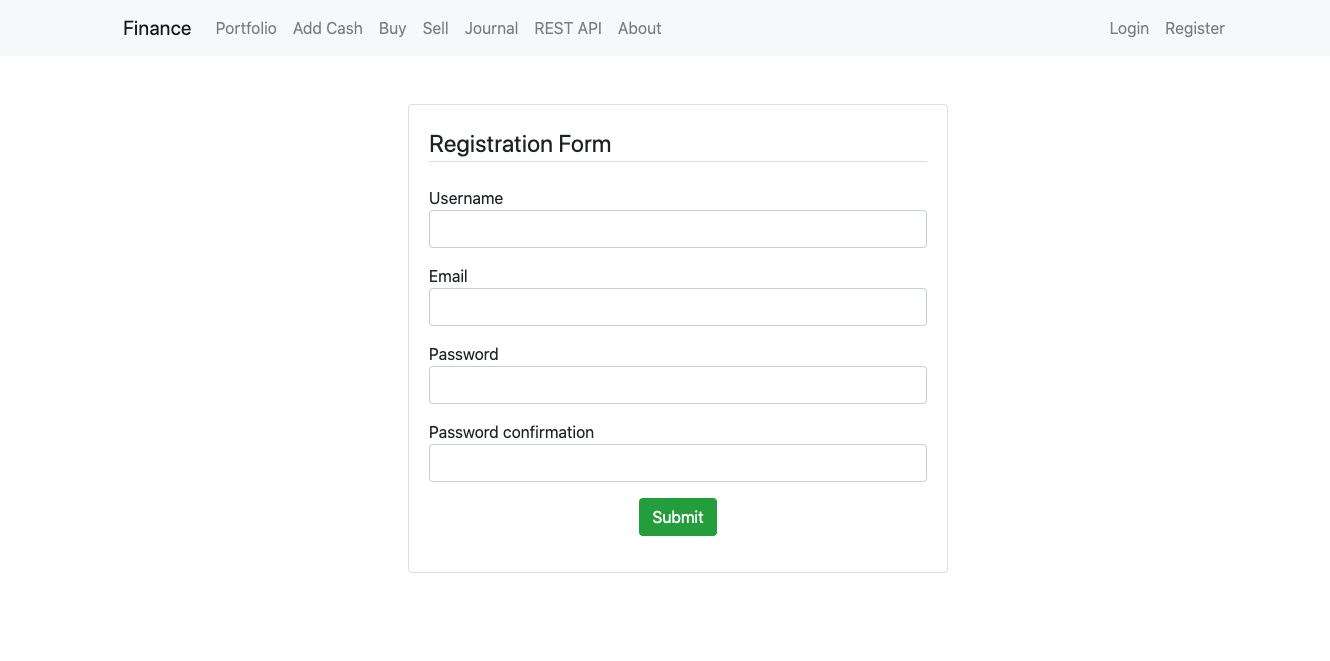 Finance Portfolio Add Cash Buy Sell Journal REST API About Login Register
Registration Form
Username
Email
Password
Password confirmation
Submit